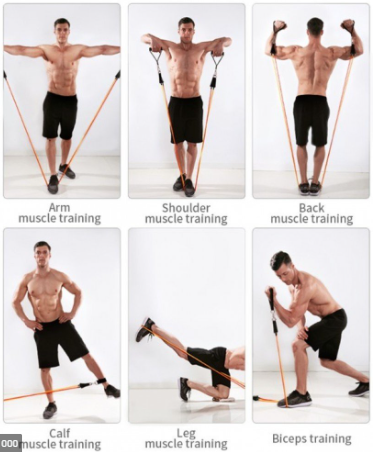 Arm
muscle training
Shoulder
muscle training
Back
muscle training
Calf
muscle training
Leg
muscle training
Biceps training
000